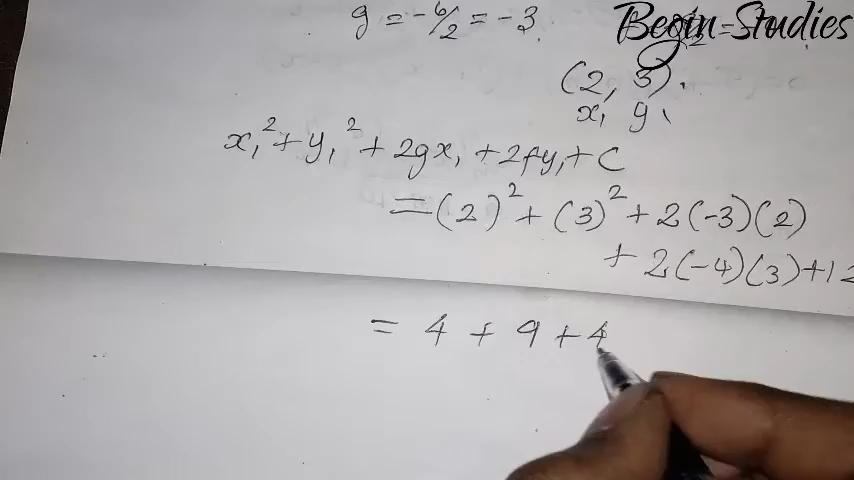 g = -6/2 = -3
Begin-Studies
(2, 3).
x₁ y₁
x₁² + y₁² + 2gx₁ + 2fy₁ + C
= (2)² + (3)² + 2(-3)(2)
+ 2(-4)(3) + 12
= 4 + 9 + 4